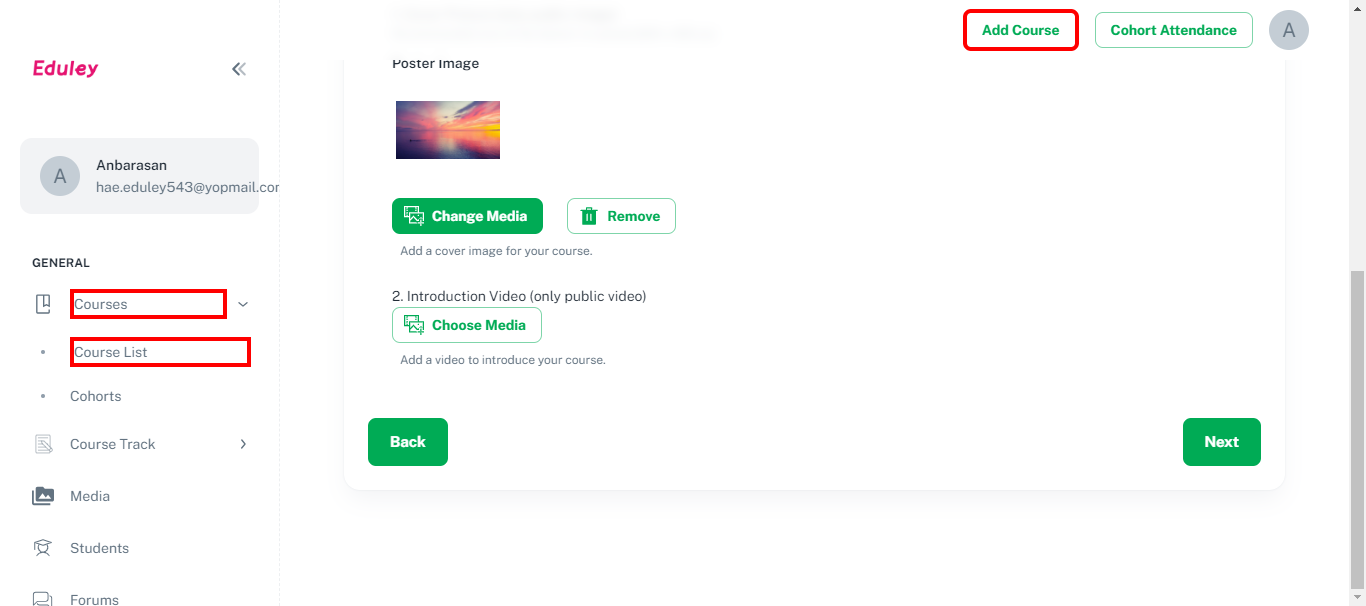 Add Course
Cohort Attendance
A
Eduley
A
Anbarasan
hae.eduley543@yopmail.cor
GENERAL
Courses
Course List
Cohorts
Course Track
Media
Students
Forums
Poster Image
Change Media
Remove
Add a cover image for your course.
2. Introduction Video (only public video)
Choose Media
Add a video to introduce your course.
Back
Next